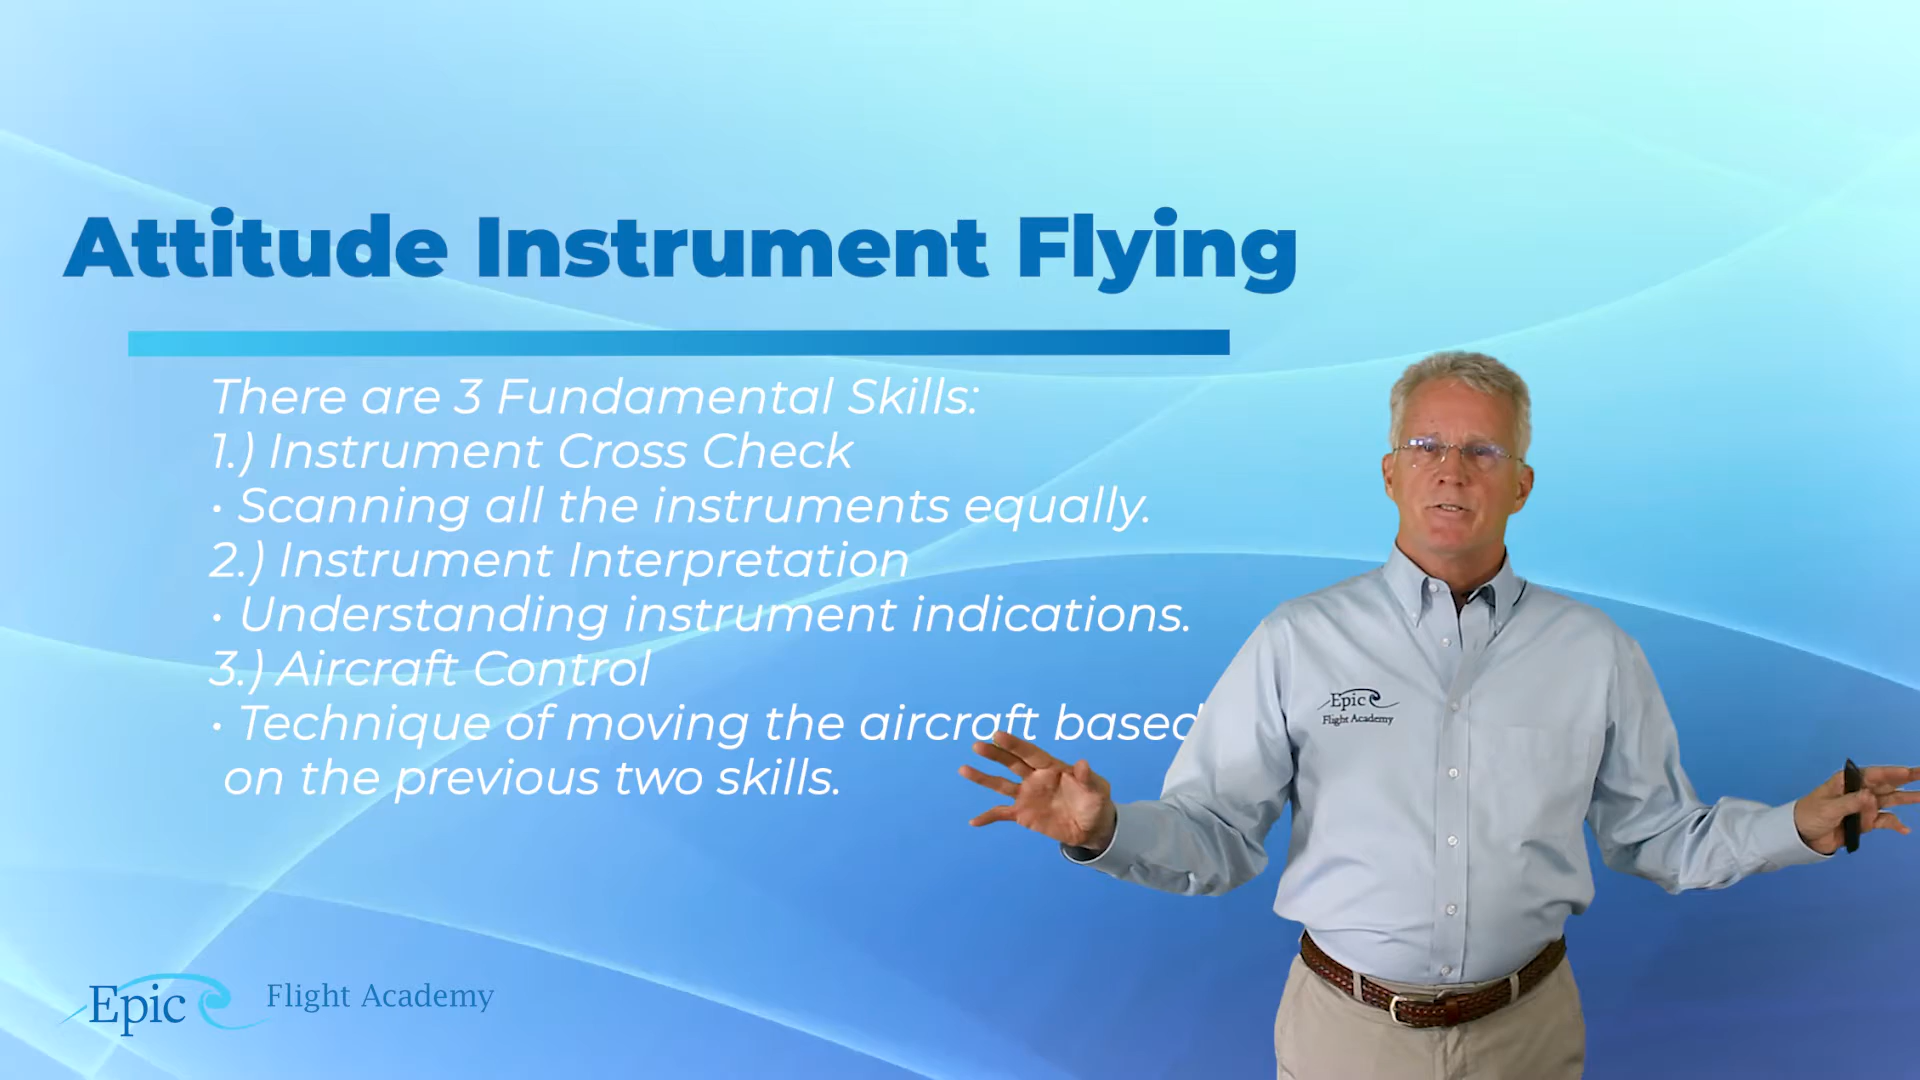 Attitude Instrument Flying
There are 3 Fundamental Skills:
1.) Instrument Cross Check
• Scanning all the instruments equally.
2.) Instrument Interpretation
• Understanding instrument indications.
3.) Aircraft Control
• Technique of moving the aircraft based
on the previous two skills.
Epic
Flight Academy
Epic Flight Academy